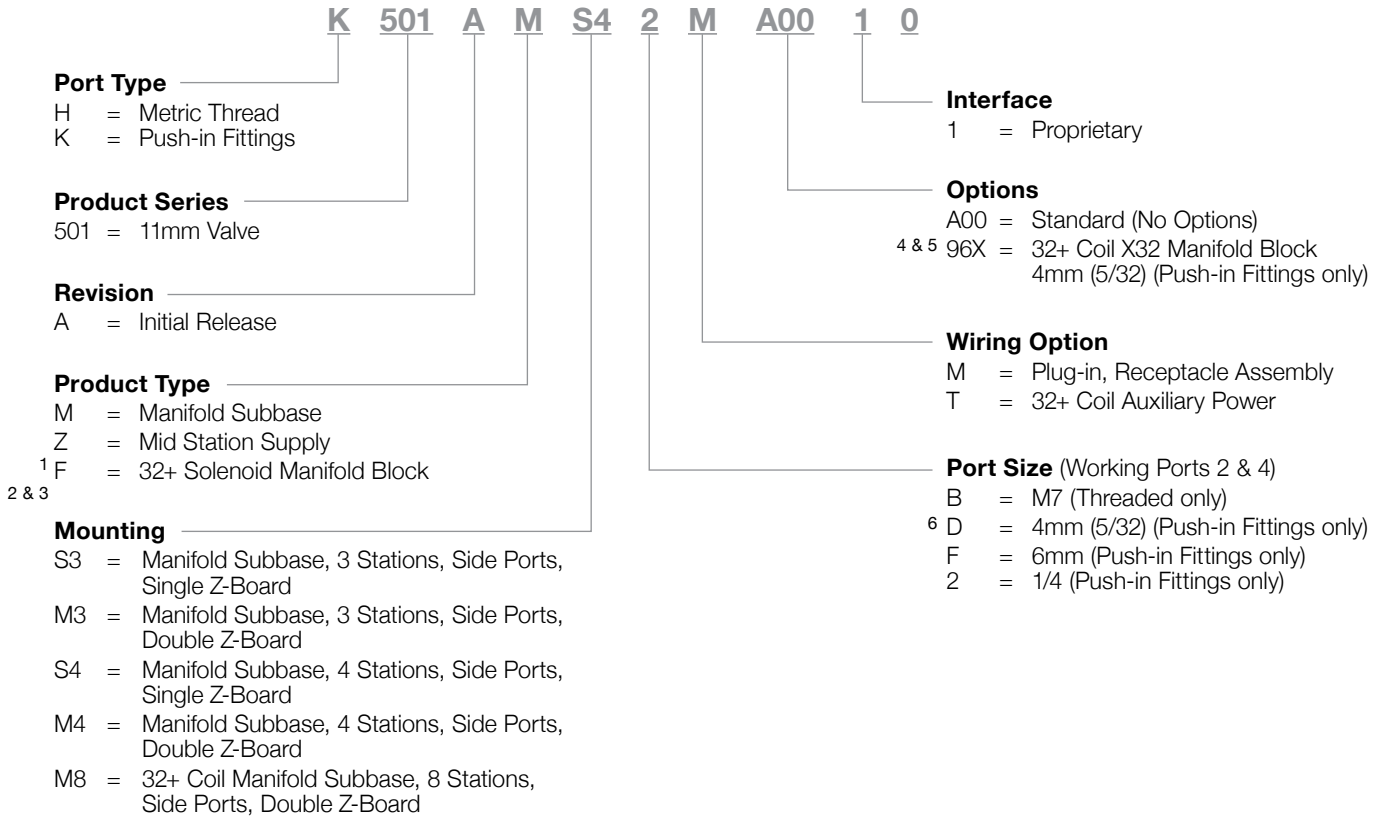 K 501 A M S4 2 M A00 1 0
Port Type
H = Metric Thread
K = Push-in Fittings
Product Series
501 = 11mm Valve
Revision
A = Initial Release
Product Type
M = Manifold Subbase
Z = Mid Station Supply
1 F = 32+ Solenoid Manifold Block
2 & 3
Mounting
S3 = Manifold Subbase, 3 Stations, Side Ports,
Single Z-Board
M3 = Manifold Subbase, 3 Stations, Side Ports,
Double Z-Board
S4 = Manifold Subbase, 4 Stations, Side Ports,
Single Z-Board
M4 = Manifold Subbase, 4 Stations, Side Ports,
Double Z-Board
M8 = 32+ Coil Manifold Subbase, 8 Stations,
Side Ports, Double Z-Board
Interface
1 = Proprietary
Options
A00 = Standard (No Options)
4 & 5 96X = 32+ Coil X32 Manifold Block
4mm (5/32) (Push-in Fittings only)
Wiring Option
M = Plug-in, Receptacle Assembly
T = 32+ Coil Auxiliary Power
Port Size (Working Ports 2 & 4)
B = M7 (Threaded only)
6 D = 4mm (5/32) (Push-in Fittings only)
F = 6mm (Push-in Fittings only)
2 = 1/4 (Push-in Fittings only)